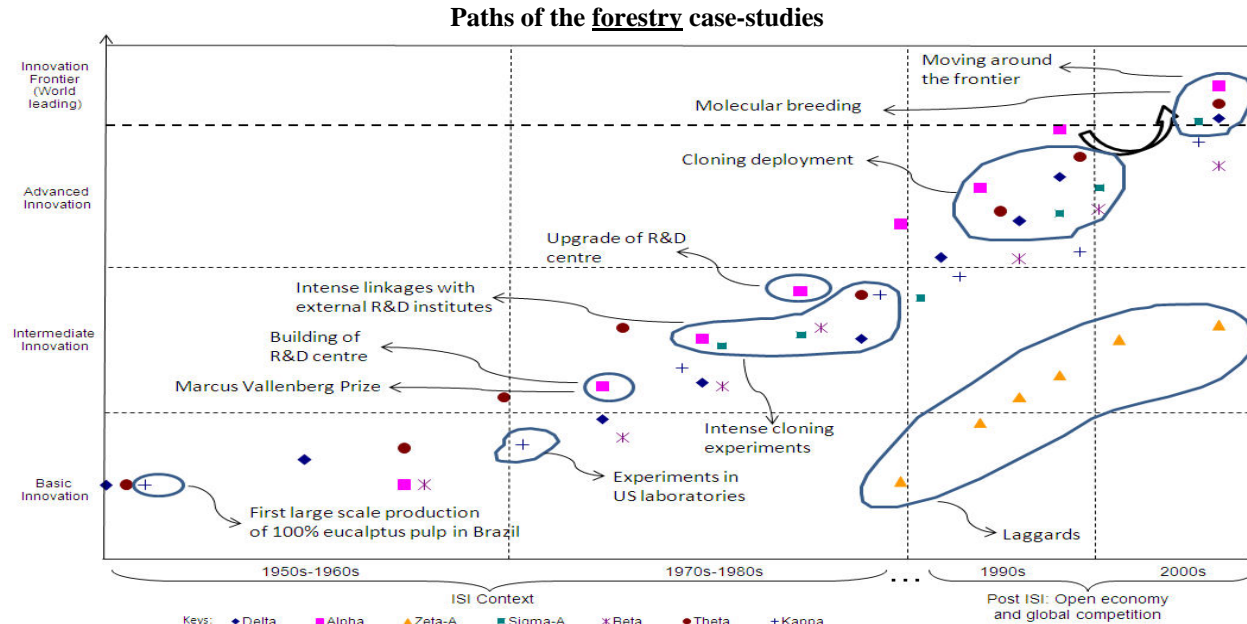 Paths of the forestry case-studies
Innovation
Frontier
(World
leading)
Moving around
the frontier
Molecular breeding
Cloning deployment
Advanced
Innovation
Upgrade of R&D
centre
Intense linkages with
external R&D institutes
Intermediate
Innovation
Building of
R&D centre
Marcus Vallenberg Prize
Intense cloning
experiments
Experiments in
US laboratories
Basic
Innovation
First large scale production
of 100% eucalptus pulp in Brazil
Laggards
1950s-1960s
1970s-1980s
...
1990s
2000s
ISI Context
Post ISI: Open economy
and global competition
Keys: Delta Alpha Zeta-A Sigma-A Beta Theta Kappa